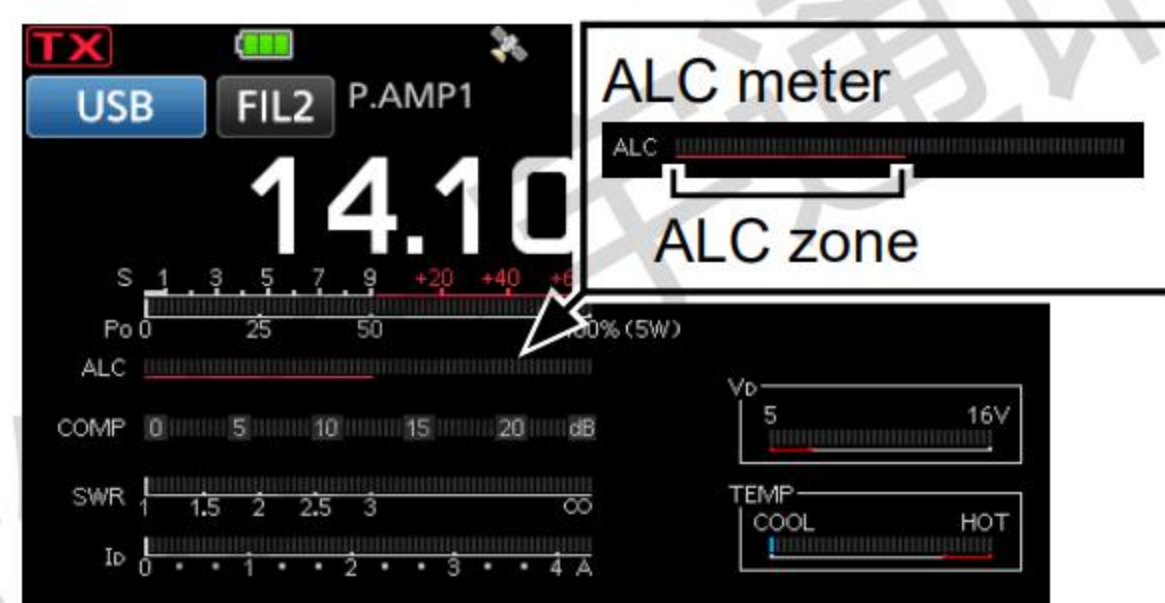 TX
USB FIL2 P.AMP1
14.10
S 1 3 5 7 9 +20 +40
Po 0 25 50 % (5W)
ALC
COMP 0 5 10 15 20 dB
SWR 1 1.5 2 2.5 3 ∞
ID 0 1 2 3 4 A
VD
5 16V
TEMP
COOL HOT
ALC meter
ALC
ALC zone